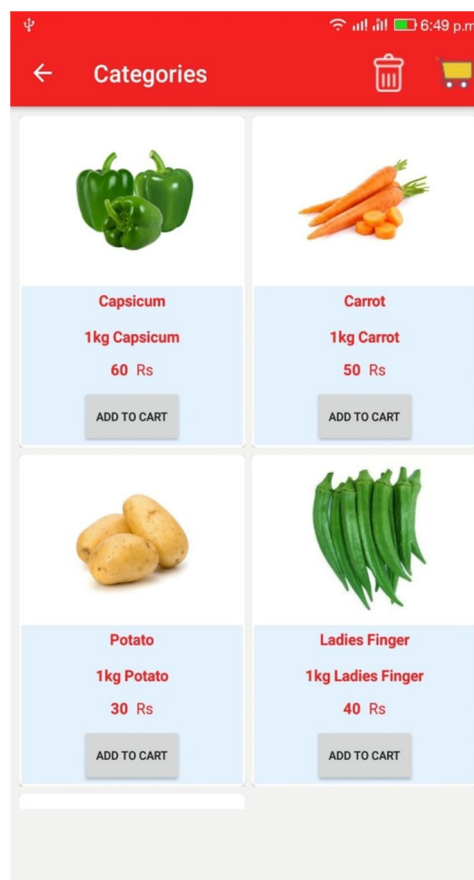 6:49 p.m
Categories
Capsicum
1kg Capsicum
60 Rs
ADD TO CART
Carrot
1kg Carrot
50 Rs
ADD TO CART
Potato
1kg Potato
30 Rs
ADD TO CART
Ladies Finger
1kg Ladies Finger
40 Rs
ADD TO CART